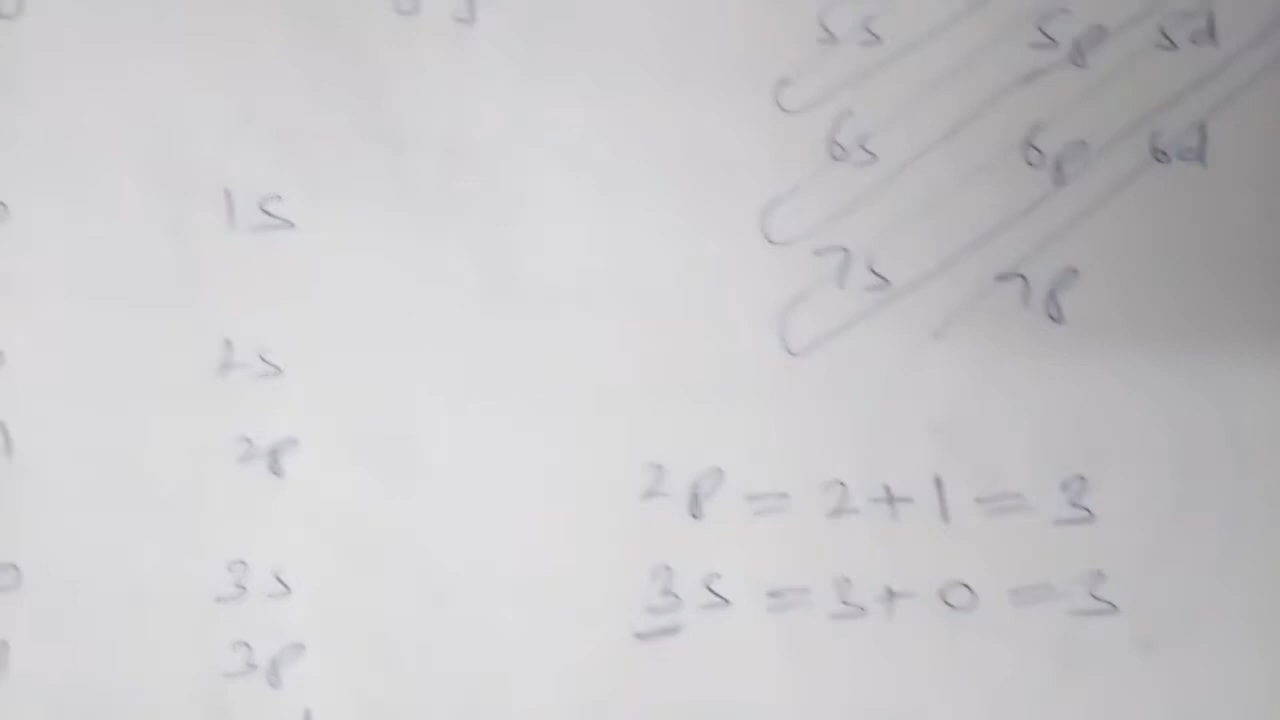 5s 5p 5d
6s 6p 6d
1s
7s 7p
2s
2p
2p = 2+1 = 3
3s
3s = 3+0 = 3
3p